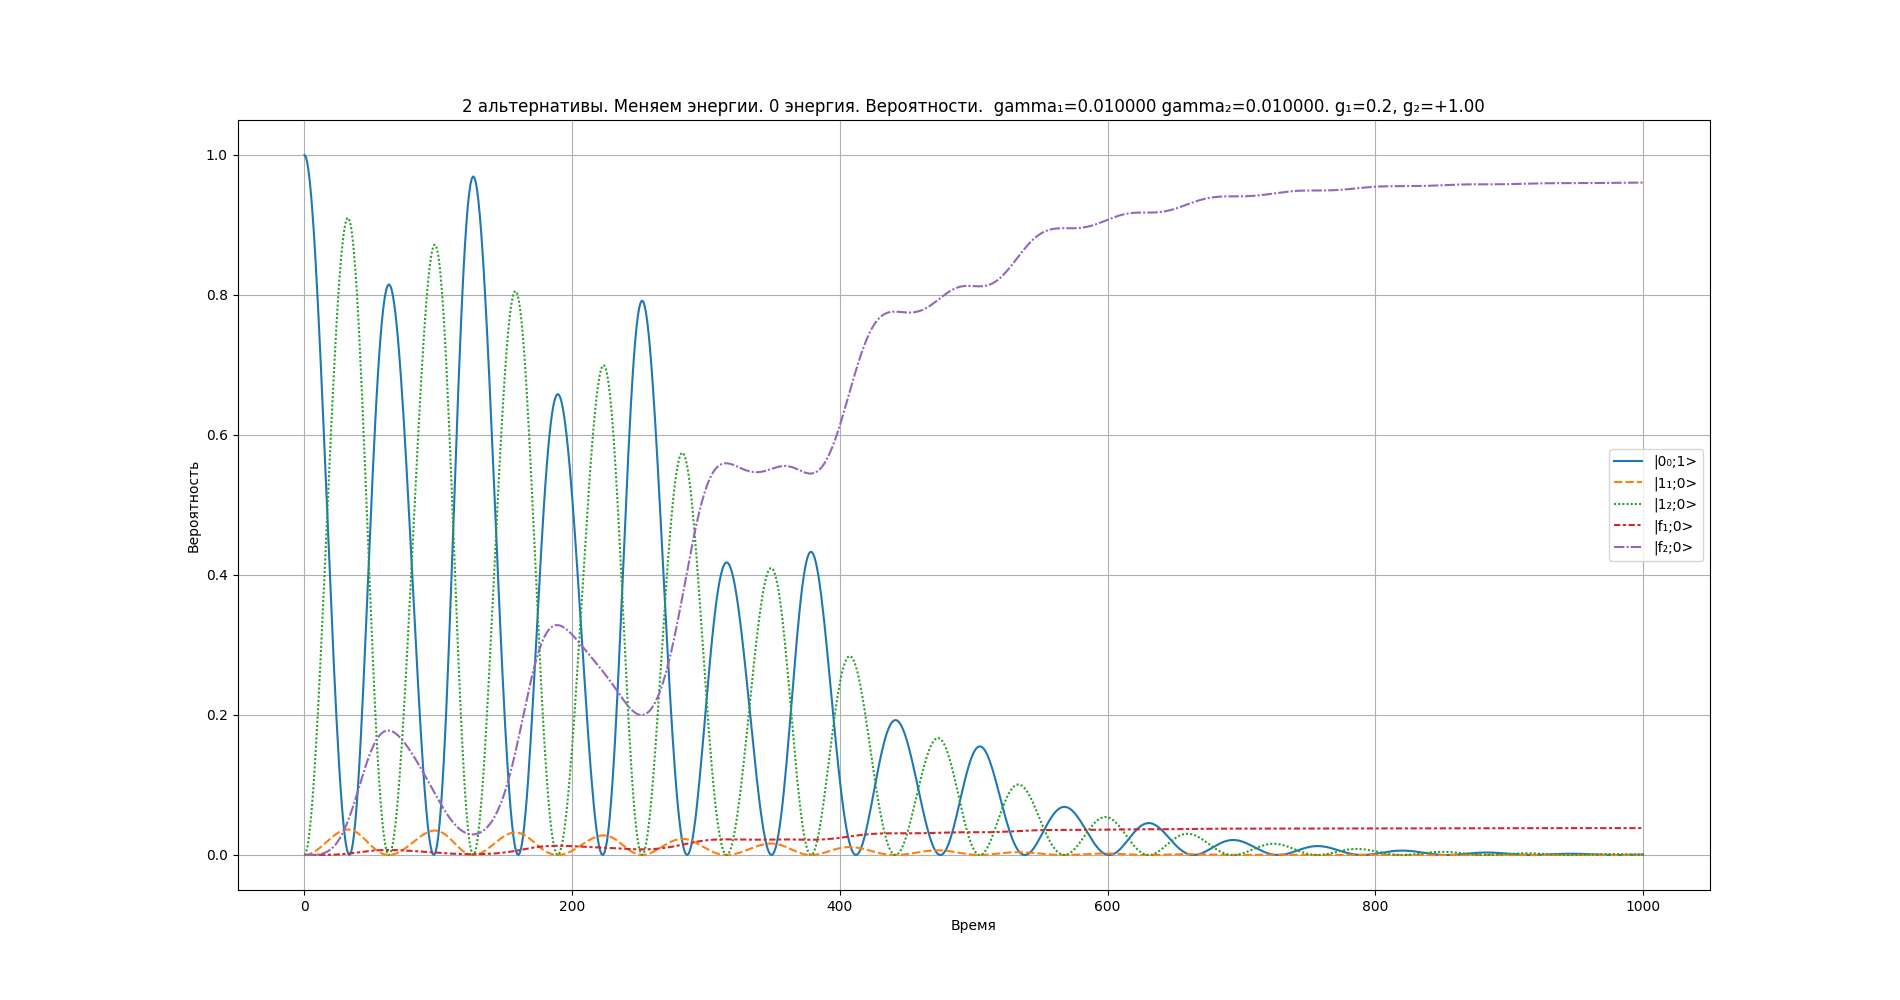 2 альтернативы. Меняем энергии. 0 энергия. Вероятности.  gamma₁=0.010000 gamma₂=0.010000. g₁=0.2, g₂=+1.00
1.0
0.8
0.6
0.4
0.2
0.0
Вероятность
|0₀;1>
|1₁;0>
|1₂;0>
|f₁;0>
|f₂;0>
0 200 400 600 800 1000
Время